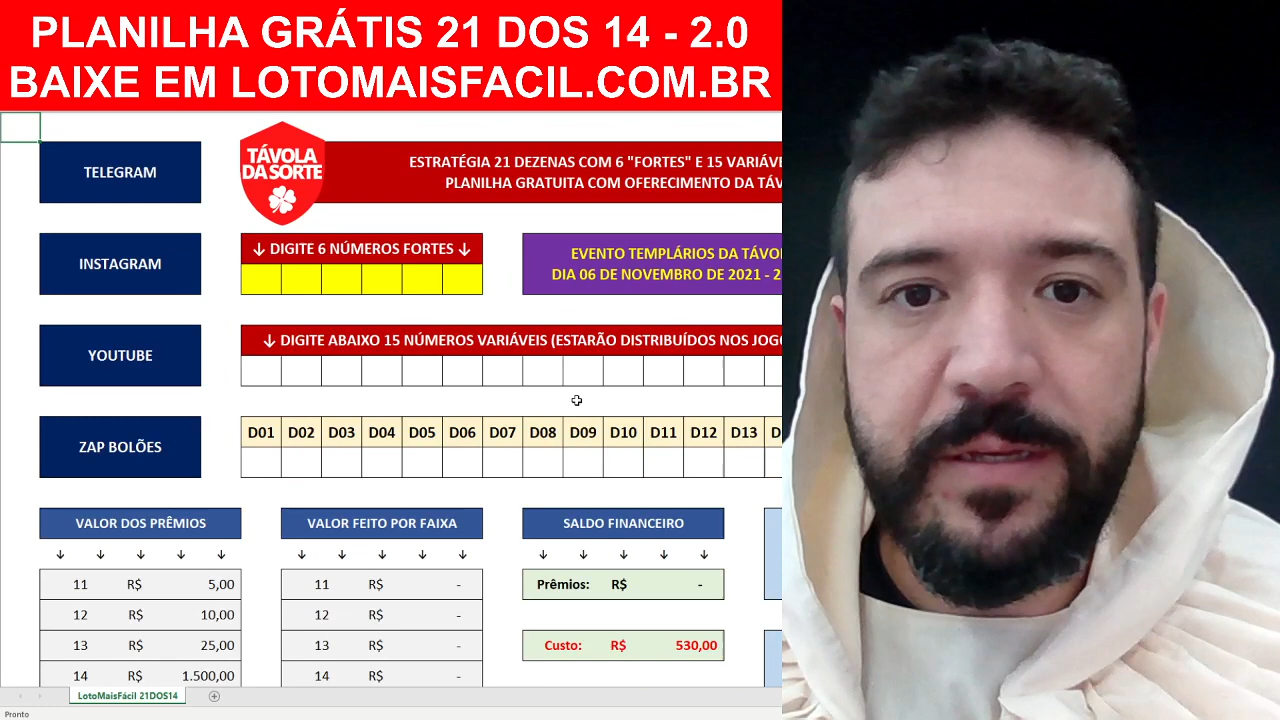 PLANILHA GRÁTIS 21 DOS 14 - 2.0
BAIXE EM LOTOMAISFACIL.COM.BR
TELEGRAM
TÁVOLA
DA SORTE
ESTRATÉGIA 21 DEZENAS COM 6 "FORTES" E 15 VARIÁVE
PLANILHA GRATUITA COM OFERECIMENTO DA TÁV
INSTAGRAM
↓ DIGITE 6 NÚMEROS FORTES ↓
EVENTO TEMPLÁRIOS DA TÁVO
DIA 06 DE NOVEMBRO DE 2021 - 2
YOUTUBE
↓ DIGITE ABAIXO 15 NÚMEROS VARIÁVEIS (ESTARÃO DISTRIBUÍDOS NOS JOG
ZAP BOLÕES
D01 D02 D03 D04 D05 D06 D07 D08 D09 D10 D11 D12 D13 D
VALOR DOS PRÊMIOS
VALOR FEITO POR FAIXA
SALDO FINANCEIRO
↓ ↓ ↓ ↓ ↓
↓ ↓ ↓ ↓ ↓
↓ ↓ ↓ ↓ ↓
11 R$ 5,00
11 R$ -
Prêmios: R$ -
12 R$ 10,00
12 R$ -
13 R$ 25,00
13 R$ -
Custo: R$ 530,00
14 R$ 1.500,00
14 R$ -
LotoMaisFácil 21DOS14
Pronto